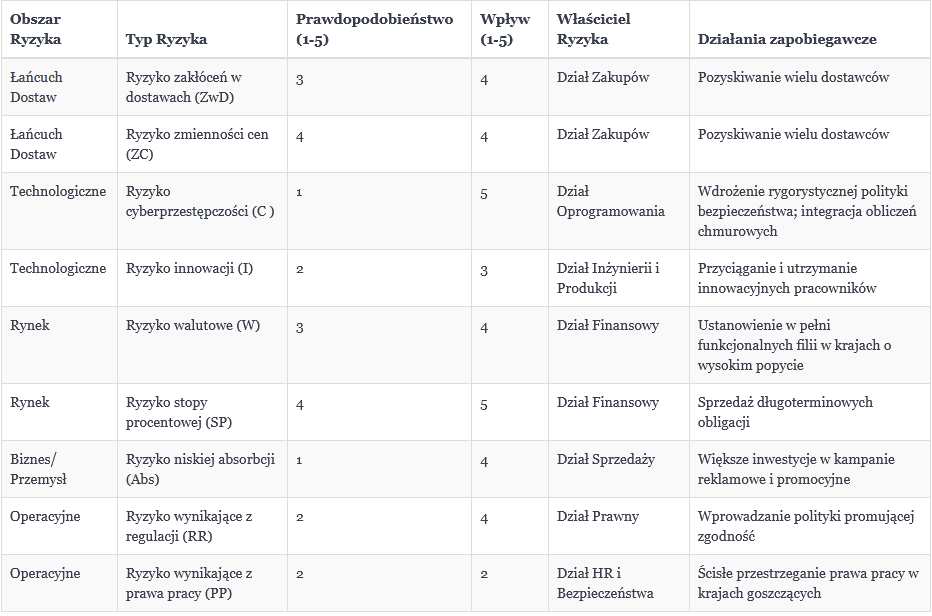 Obszar Ryzyka | Typ Ryzyka | Prawdopodobieństwo (1-5) | Wpływ (1-5) | Właściciel Ryzyka | Działania zapobiegawcze
Łańcuch Dostaw | Ryzyko zakłóceń w dostawach (ZwD) | 3 | 4 | Dział Zakupów | Pozyskiwanie wielu dostawców
Łańcuch Dostaw | Ryzyko zmienności cen (ZC) | 4 | 4 | Dział Zakupów | Pozyskiwanie wielu dostawców
Technologiczne | Ryzyko cyberprzestępczości (C ) | 1 | 5 | Dział Oprogramowania | Wdrożenie rygorystycznej polityki bezpieczeństwa; integracja obliczeń chmurowych
Technologiczne | Ryzyko innowacji (I) | 2 | 3 | Dział Inżynierii i Produkcji | Przyciąganie i utrzymanie innowacyjnych pracowników
Rynek | Ryzyko walutowe (W) | 3 | 4 | Dział Finansowy | Ustanowienie w pełni funkcjonalnych filii w krajach o wysokim popycie
Rynek | Ryzyko stopy procentowej (SP) | 4 | 5 | Dział Finansowy | Sprzedaż długoterminowych obligacji
Biznes/ Przemysł | Ryzyko niskiej absorbcji (Abs) | 1 | 4 | Dział Sprzedaży | Większe inwestycje w kampanie reklamowe i promocyjne
Operacyjne | Ryzyko wynikające z regulacji (RR) | 2 | 4 | Dział Prawny | Wprowadzanie polityki promującej zgodność
Operacyjne | Ryzyko wynikające z prawa pracy (PP) | 2 | 2 | Dział HR i Bezpieczeństwa | Ścisłe przestrzeganie prawa pracy w krajach goszczących